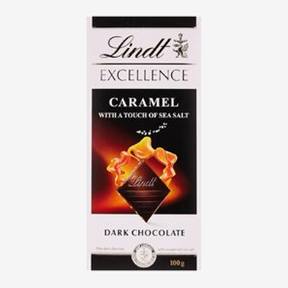 Lindt
EXCELLENCE
CARAMEL
WITH A TOUCH OF SEA SALT
Lindt
DARK CHOCOLATE
100g